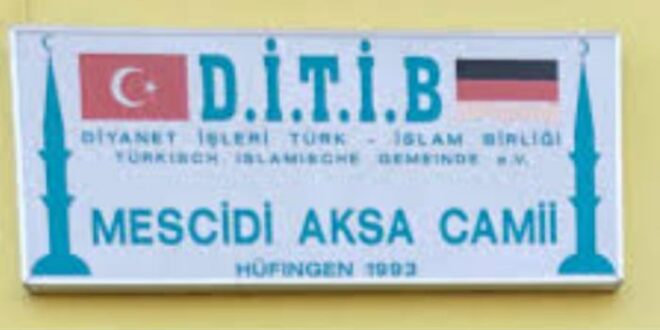 D.İ.T.İ.B
DİYANET İŞLERİ TÜRK - İSLAM BİRLİĞİ
TÜRKISCH ISLAMISCHE GEMEINDE e.V.
MESCİDİ AKSA CAMİİ
HÜFINGEN 1993